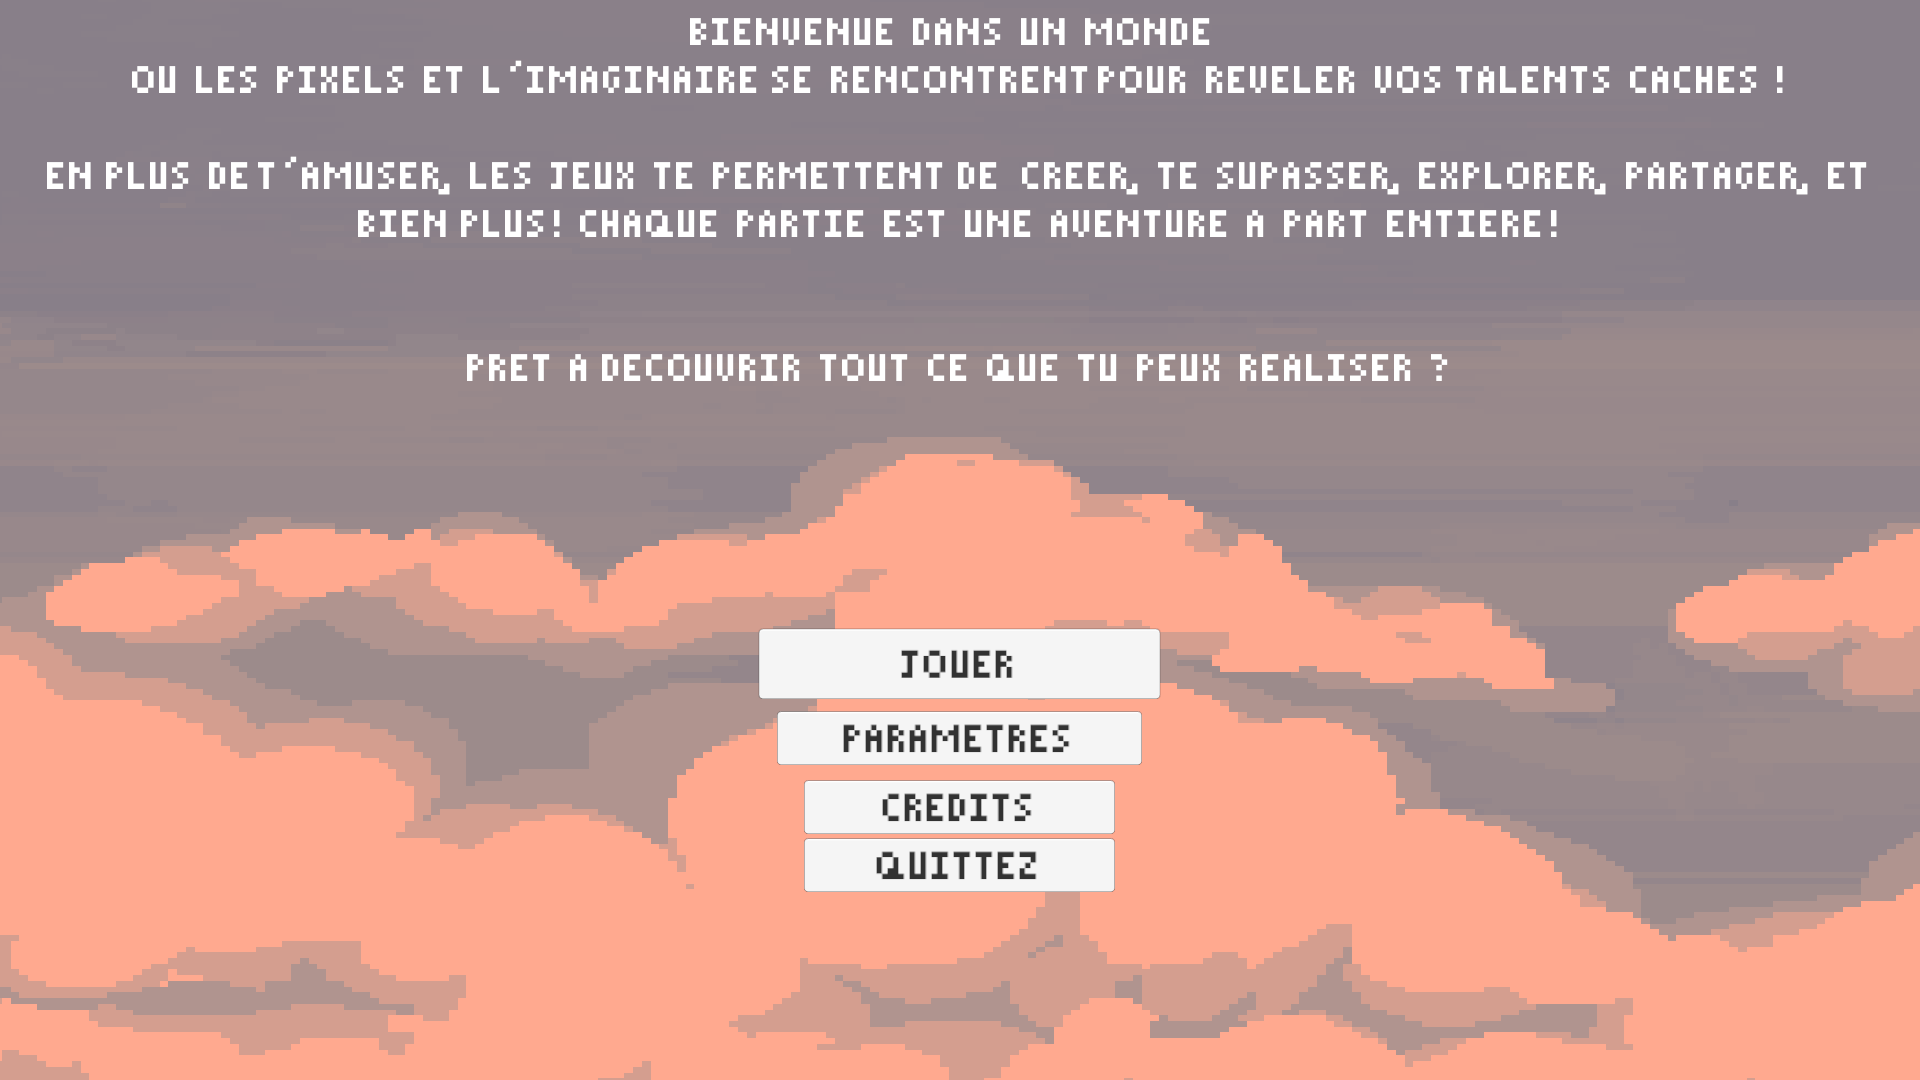 BIENVENUE DANS UN MONDE
OU LES PIXELS ET L'IMAGINAIRE SE RENCONTRENT POUR REVELER VOS TALENTS CACHES !
EN PLUS DE T'AMUSER, LES JEUX TE PERMETTENT DE CREER, TE SUPASSER, EXPLORER, PARTAGER, ET
BIEN PLUS! CHAQUE PARTIE EST UNE AVENTURE A PART ENTIERE!
PRET A DECOUVRIR TOUT CE QUE TU PEUX REALISER ?
JOUER
PARAMETRES
CREDITS
QUITTEZ